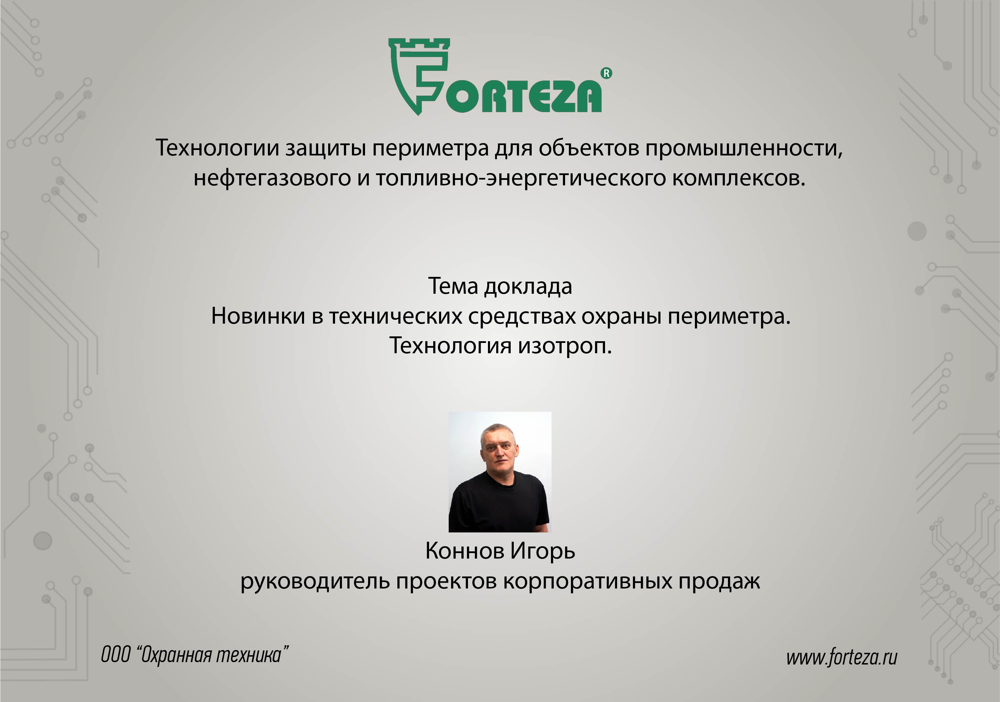 FORTEZA®
Технологии защиты периметра для объектов промышленности,
нефтегазового и топливно-энергетического комплексов.
Тема доклада
Новинки в технических средствах охраны периметра.
Технология изотроп.
Коннов Игорь
руководитель проектов корпоративных продаж
ООО “Охранная техника”
www.forteza.ru